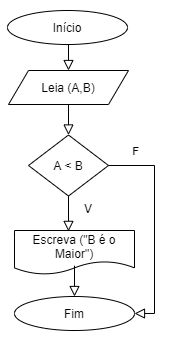 Início
Leia (A,B)
A < B
F
V
Escreva ("B é o
Maior")
Fim